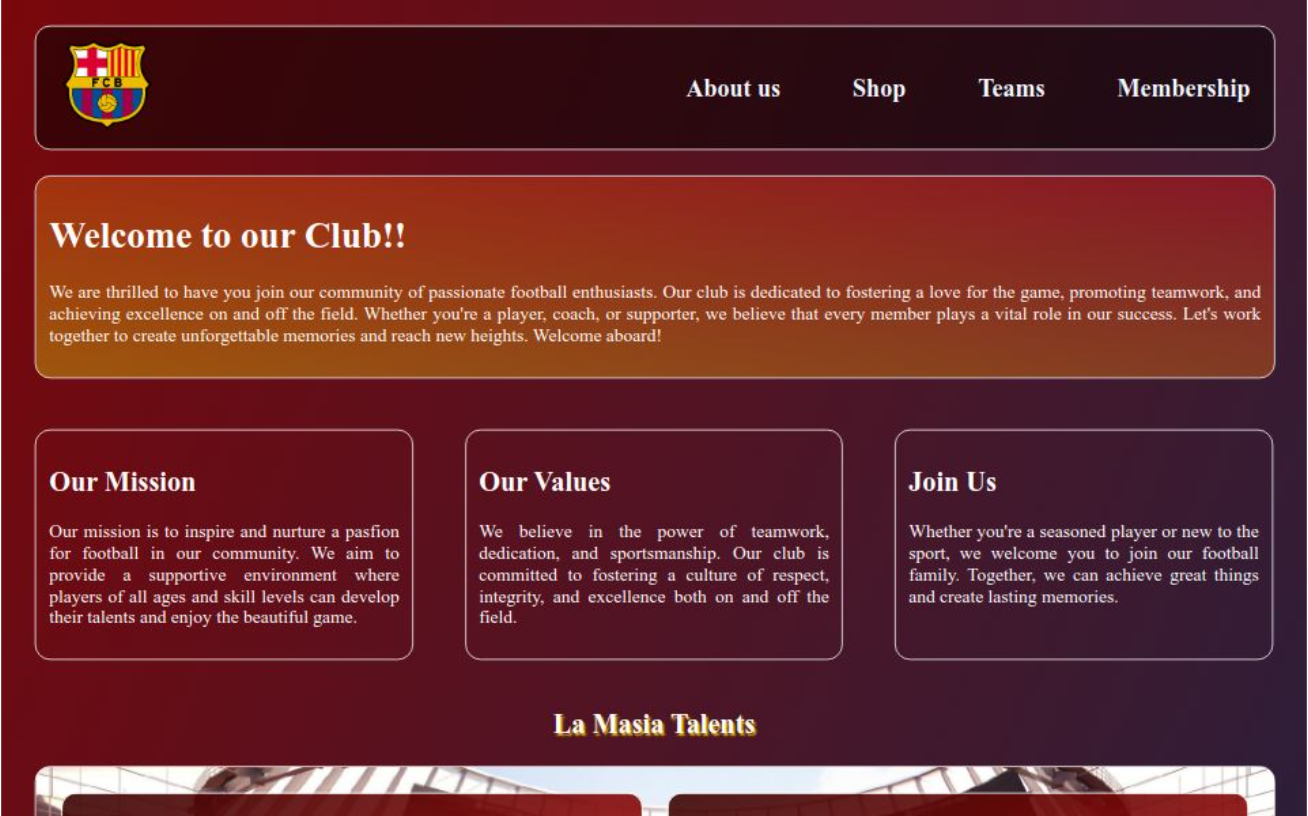 FCB
About us Shop Teams Membership
Welcome to our Club!!
We are thrilled to have you join our community of passionate football enthusiasts. Our club is dedicated to fostering a love for the game, promoting teamwork, and
achieving excellence on and off the field. Whether you're a player, coach, or supporter, we believe that every member plays a vital role in our success. Let's work
together to create unforgettable memories and reach new heights. Welcome aboard!
Our Mission
Our mission is to inspire and nurture a pasfion
for football in our community. We aim to
provide a supportive environment where
players of all ages and skill levels can develop
their talents and enjoy the beautiful game.
Our Values
We believe in the power of teamwork,
dedication, and sportsmanship. Our club is
committed to fostering a culture of respect,
integrity, and excellence both on and off the
field.
Join Us
Whether you're a seasoned player or new to the
sport, we welcome you to join our football
family. Together, we can achieve great things
and create lasting memories.
La Masia Talents